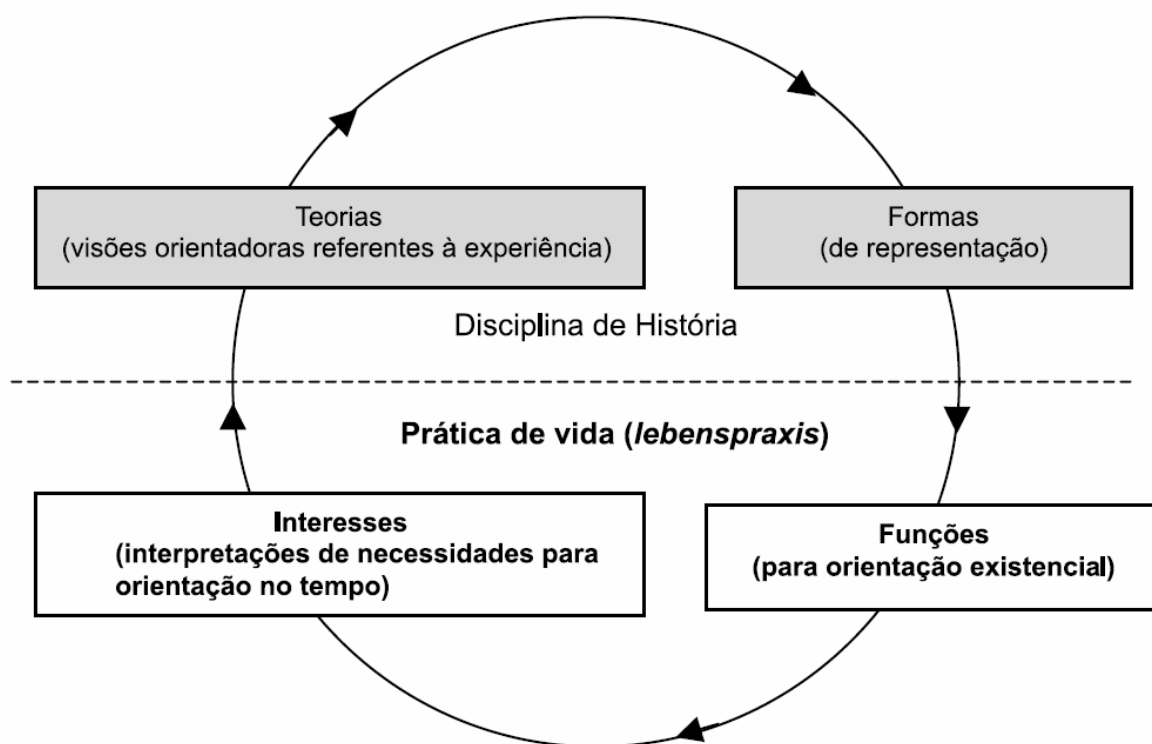 Teorias
(visões orientadoras referentes à experiência)
Formas
(de representação)
Disciplina de História
Prática de vida (lebenspraxis)
Interesses
(interpretações de necessidades para
orientação no tempo)
Funções
(para orientação existencial)